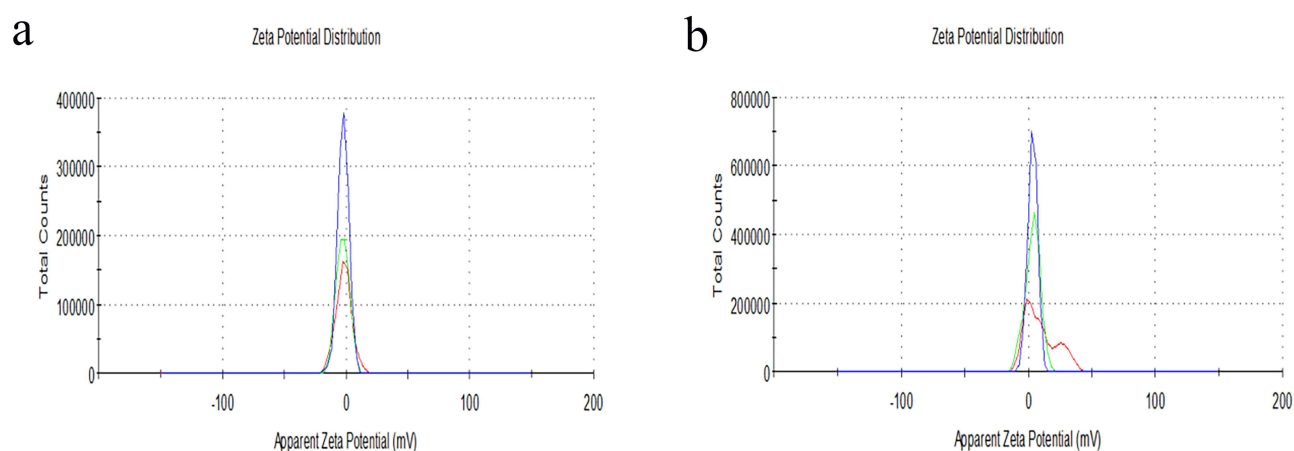 a
Zeta Potential Distribution
400000
300000
200000
100000
0
Total Counts
-100
0
100
200
Apparent Zeta Potential (mV)
b
Zeta Potential Distribution
800000
600000
400000
200000
0
Total Counts
-100
0
100
200
Apparent Zeta Potential (mV)